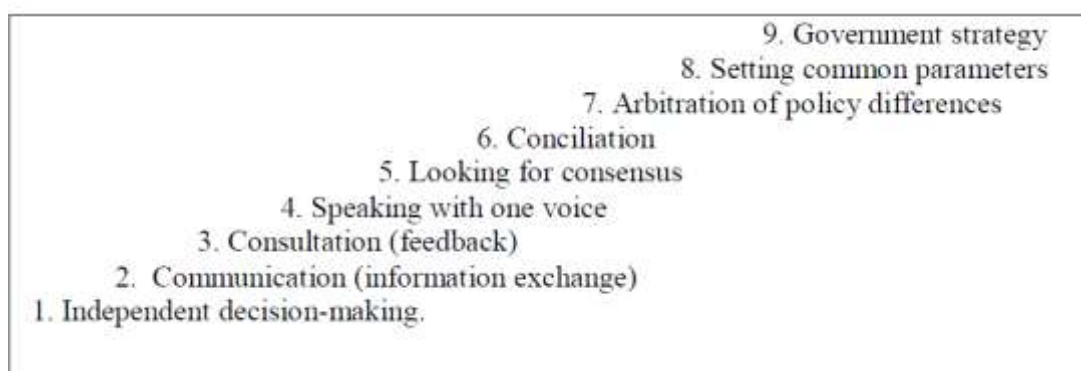 9. Government strategy
8. Setting common parameters
7. Arbitration of policy differences
6. Conciliation
5. Looking for consensus
4. Speaking with one voice
3. Consultation (feedback)
2. Communication (information exchange)
1. Independent decision-making.